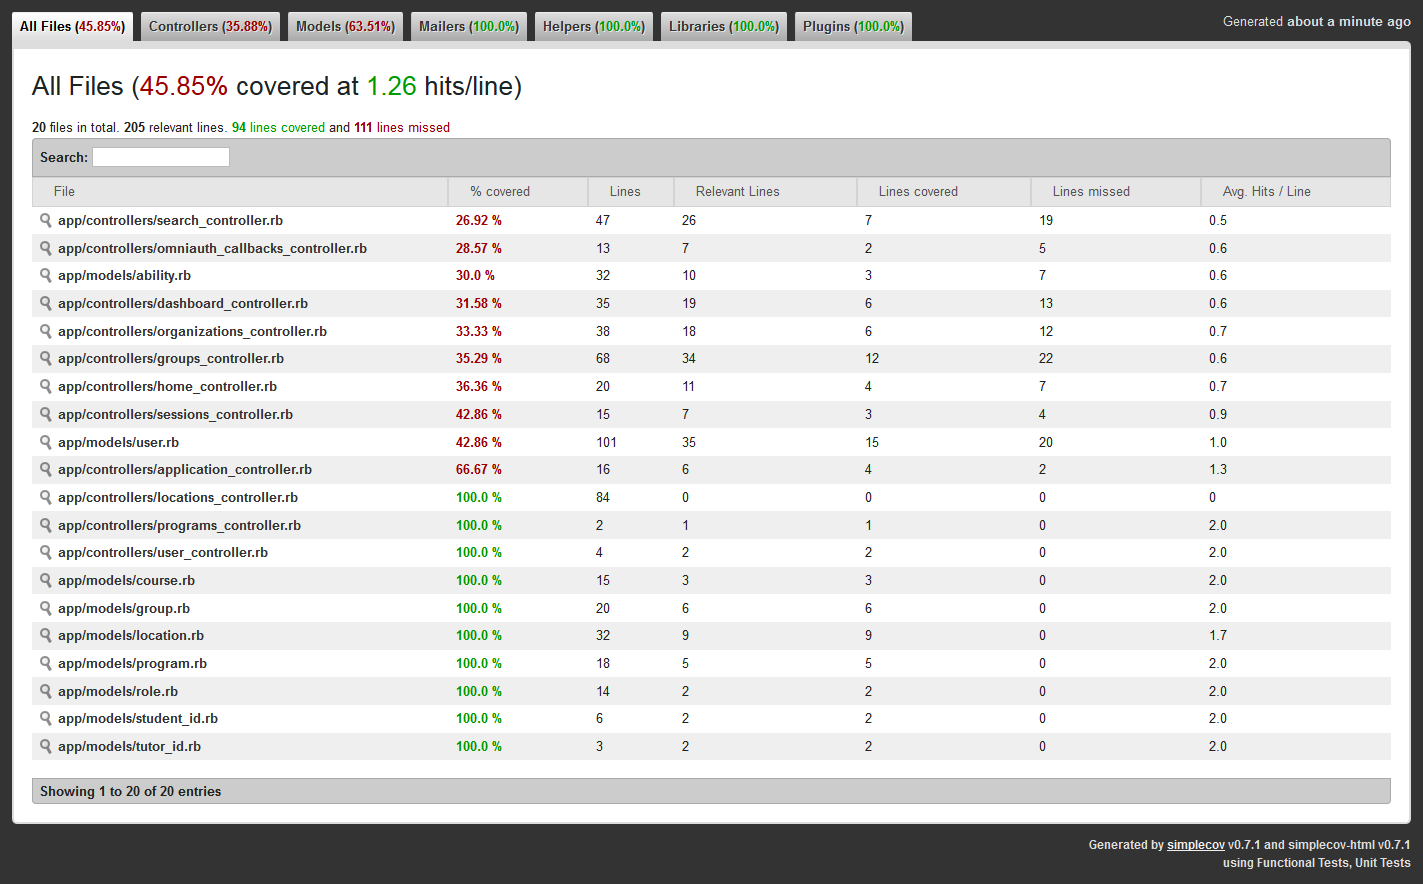 All Files (45.85%) Controllers (35.88%) Models (63.51%) Mailers (100.0%) Helpers (100.0%) Libraries (100.0%) Plugins (100.0%) Generated about a minute ago
All Files (45.85% covered at 1.26 hits/line)
20 files in total. 205 relevant lines. 94 lines covered and 111 lines missed
Search:
File % covered Lines Relevant Lines Lines covered Lines missed Avg. Hits / Line
app/controllers/search_controller.rb 26.92 % 47 26 7 19 0.5
app/controllers/omniauth_callbacks_controller.rb 28.57 % 13 7 2 5 0.6
app/models/ability.rb 30.0 % 32 10 3 7 0.6
app/controllers/dashboard_controller.rb 31.58 % 35 19 6 13 0.6
app/controllers/organizations_controller.rb 33.33 % 38 18 6 12 0.7
app/controllers/groups_controller.rb 35.29 % 68 34 12 22 0.6
app/controllers/home_controller.rb 36.36 % 20 11 4 7 0.7
app/controllers/sessions_controller.rb 42.86 % 15 7 3 4 0.9
app/models/user.rb 42.86 % 101 35 15 20 1.0
app/controllers/application_controller.rb 66.67 % 16 6 4 2 1.3
app/controllers/locations_controller.rb 100.0 % 84 0 0 0 0
app/controllers/programs_controller.rb 100.0 % 2 1 1 0 2.0
app/controllers/user_controller.rb 100.0 % 4 2 2 0 2.0
app/models/course.rb 100.0 % 15 3 3 0 2.0
app/models/group.rb 100.0 % 20 6 6 0 2.0
app/models/location.rb 100.0 % 32 9 9 0 1.7
app/models/program.rb 100.0 % 18 5 5 0 2.0
app/models/role.rb 100.0 % 14 2 2 0 2.0
app/models/student_id.rb 100.0 % 6 2 2 0 2.0
app/models/tutor_id.rb 100.0 % 3 2 2 0 2.0
Showing 1 to 20 of 20 entries
Generated by simplecov v0.7.1 and simplecov-html v0.7.1
using Functional Tests, Unit Tests